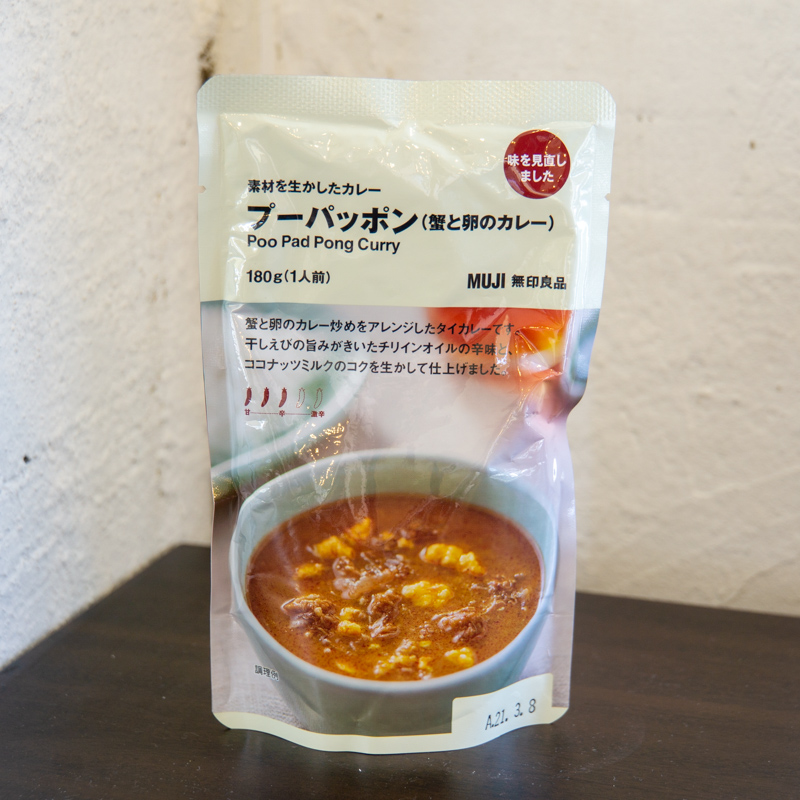 味を見直し
ました
素材を生かしたカレー
プーパッポン(蟹と卵のカレー)
Poo Pad Pong Curry
180g(1人前)
MUJI 無印良品
蟹と卵のカレー炒めをアレンジしたタイカレーです。
干しえびの旨みがきいたチリインオイルの辛味と、
ココナッツミルクのコクを生かして仕上げました。
甘 辛 激辛
調理例
A.21. 3. 8